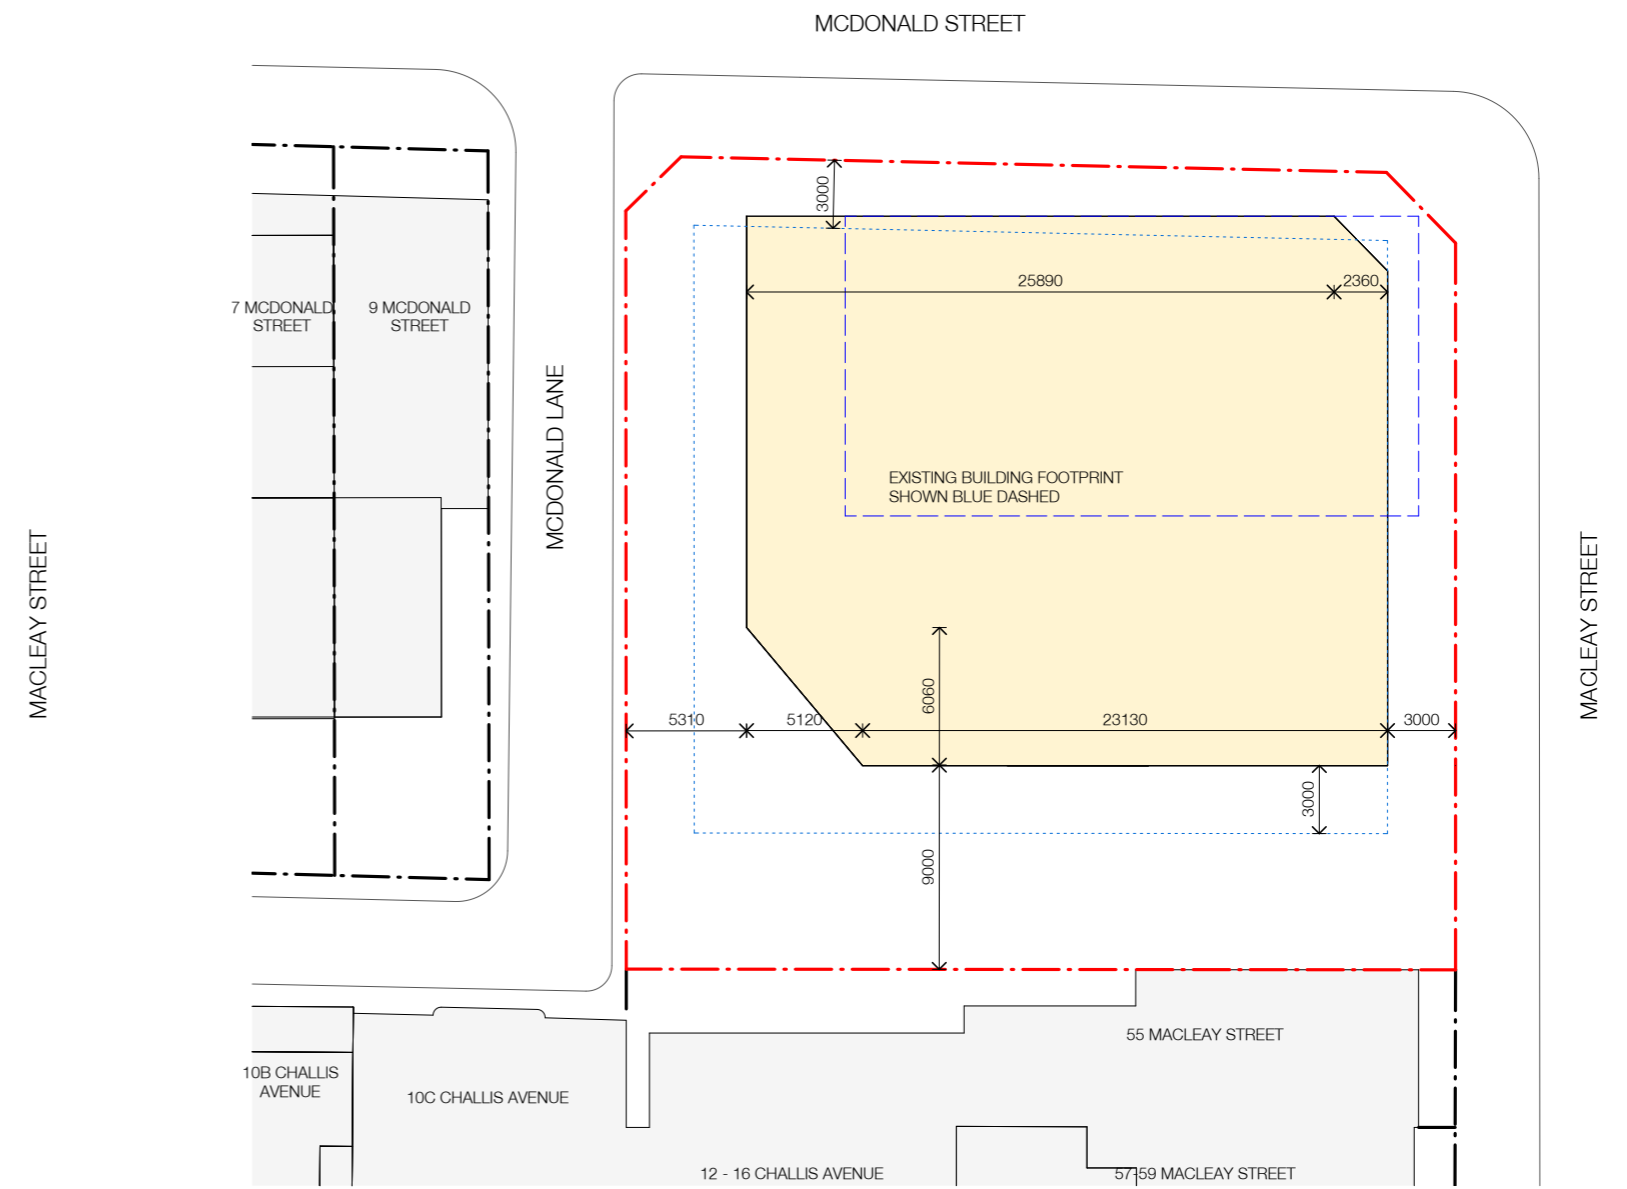 MCDONALD STREET
3000
25890
2360
7 MCDONALD
STREET
9 MCDONALD
STREET
MCDONALD LANE
EXISTING BUILDING FOOTPRINT
SHOWN BLUE DASHED
MACLEAY STREET
MACLEAY STREET
6060
5310
5120
23130
3000
3000
9000
55 MACLEAY STREET
10B CHALLIS
AVENUE
10C CHALLIS AVENUE
12 - 16 CHALLIS AVENUE
57-59 MACLEAY STREET